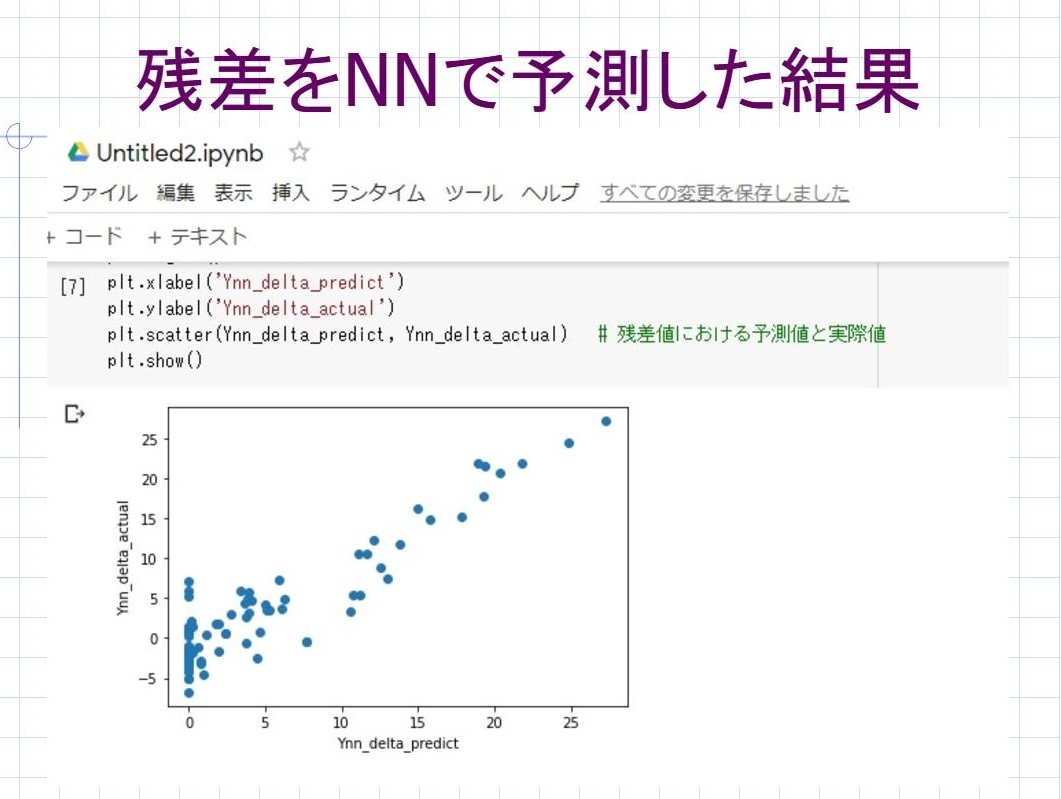 残差をNNで予測した結果
Untitled2.ipynb
ファイル 編集 表示 挿入 ランタイム ツール ヘルプ すべての変更を保存しました
+ コード + テキスト
[7] plt.xlabel('Ynn_delta_predict')
plt.ylabel('Ynn_delta_actual')
plt.scatter(Ynn_delta_predict, Ynn_delta_actual) # 残差値における予測値と実際値
plt.show()
Ynn_delta_actual
25
20
15
10
5
0
−5
0 5 10 15 20 25
Ynn_delta_predict